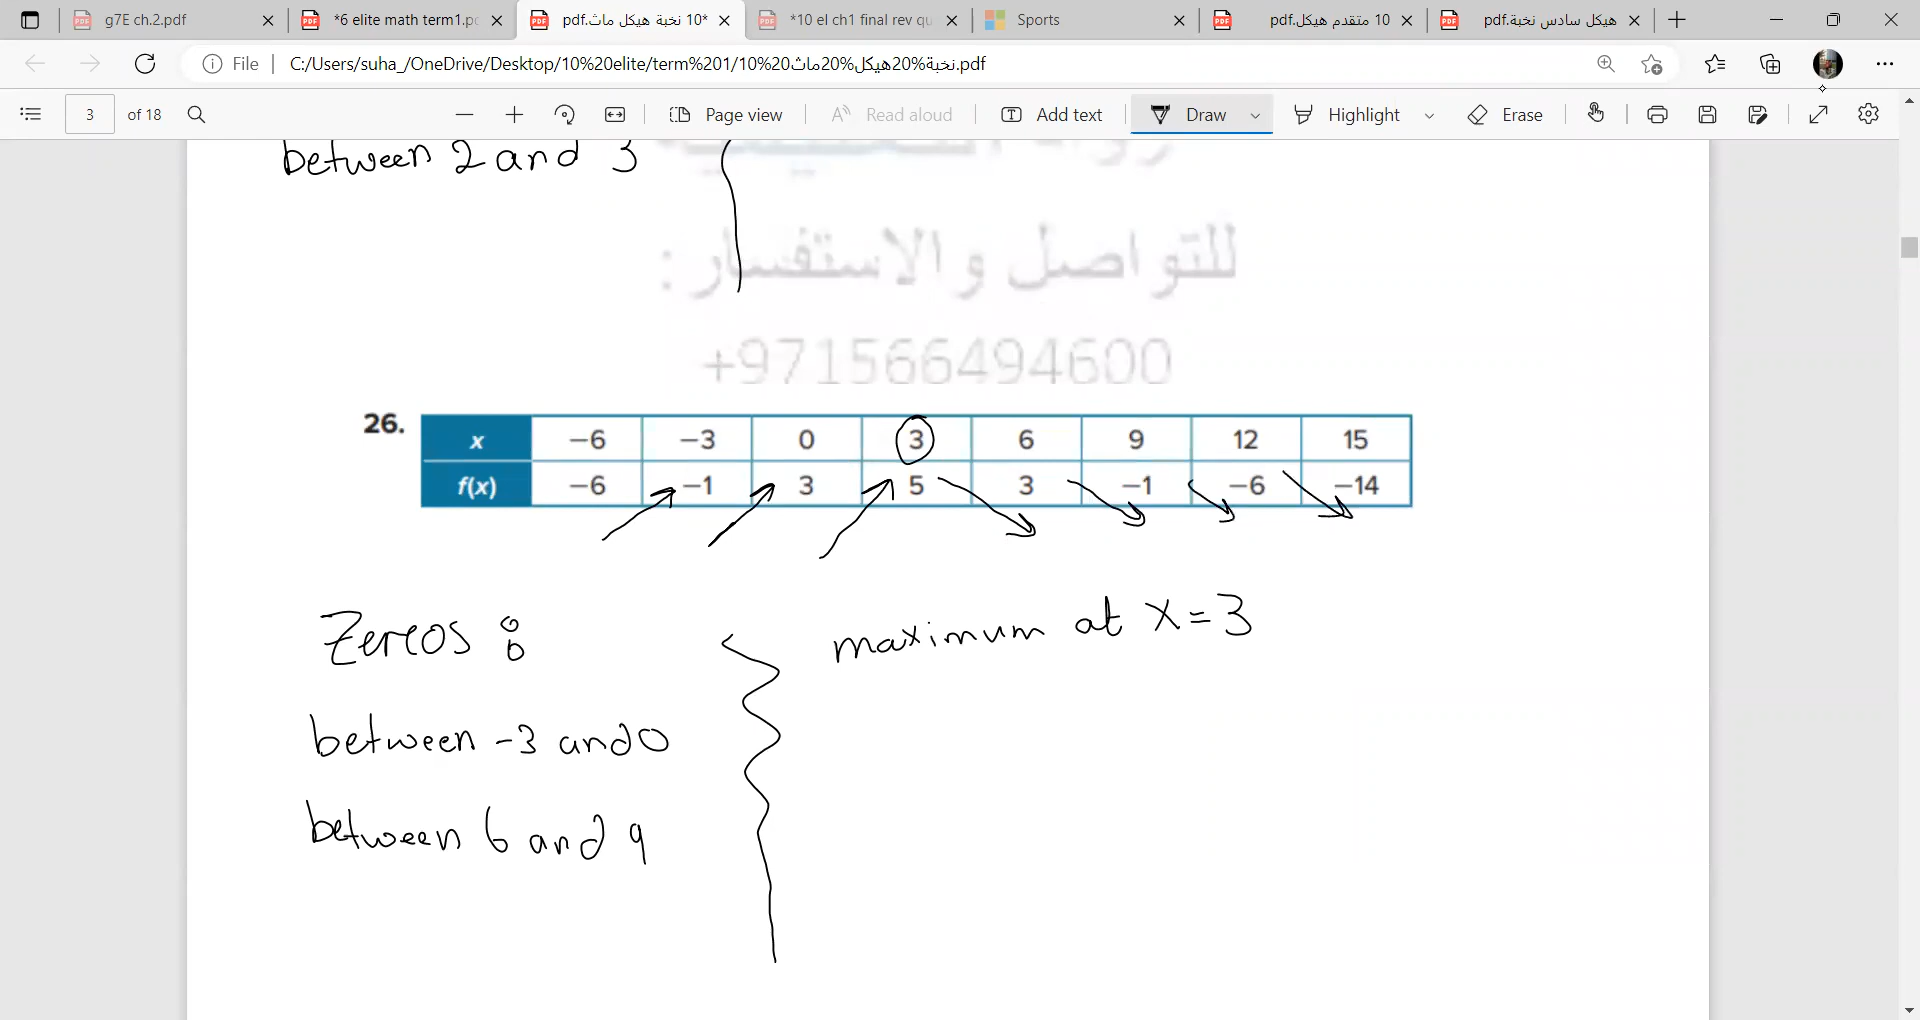 g7E ch.2.pdf
*6 elite math term1.pd
*10 نخبة هيكل ماث.pdf
*10 el ch1 final rev qu
Sports
10 متقدم هيكل.pdf
هيكل سادس نخبة.pdf
File
C:/Users/suha_/OneDrive/Desktop/10%20elite/term%201/10%20نخبة%20هيكل%20ماث.pdf
3 of 18
Page view
Read aloud
Add text
Draw
Highlight
Erase
between 2 and 3
للتواصل و الاستفسار :
+971566494600
26.
x −6 −3 0 3 6 9 12 15
f(x) −6 −1 3 5 3 −1 −6 −14
Zereos :
maximum at x=3
between -3 and 0
between 6 and 9